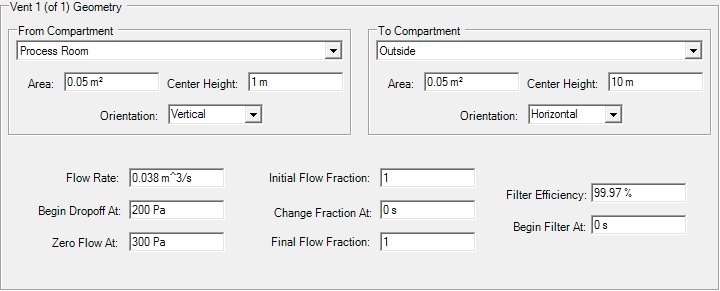 Vent 1 (of 1) Geometry
From Compartment
Process Room
Area: 0.05 m² Center Height: 1 m
Orientation: Vertical
To Compartment
Outside
Area: 0.05 m² Center Height: 10 m
Orientation: Horizontal
Flow Rate: 0.038 m^3/s
Begin Dropoff At: 200 Pa
Zero Flow At: 300 Pa
Initial Flow Fraction: 1
Change Fraction At: 0 s
Final Flow Fraction: 1
Filter Efficiency: 99.97 %
Begin Filter At: 0 s